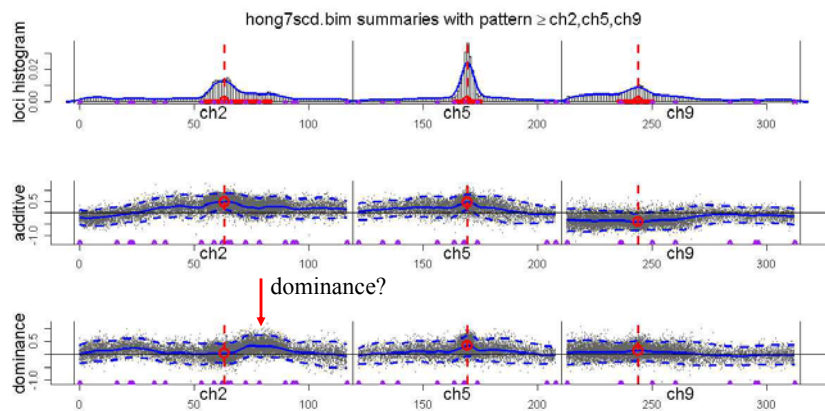 hong7scd.bim summaries with pattern ≥ ch2,ch5,ch9
loci histogram
0.02
0.00
ch2
ch5
ch9
0
50
100
150
200
250
300
additive
0.5
-1.0
ch2
ch5
ch9
0
50
100
150
200
250
300
dominance?
dominance
0.5
-1.0
ch2
ch5
ch9
0
50
100
150
200
250
300